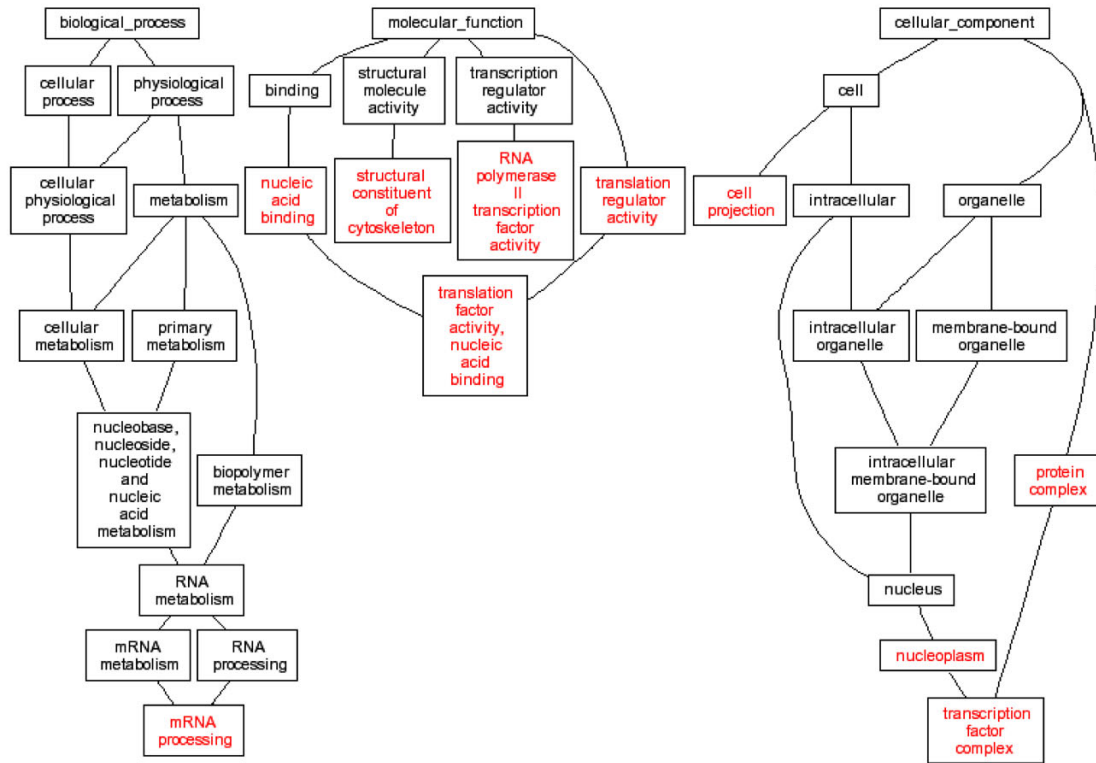 biological_process
molecular_function
cellular_component
cellular
process
physiological
process
binding
structural
molecule
activity
transcription
regulator
activity
cell
cellular
physiological
process
metabolism
nucleic
acid
binding
structural
constituent
of
cytoskeleton
RNA
polymerase
II
transcription
factor
activity
translation
regulator
activity
cell
projection
intracellular
organelle
cellular
metabolism
primary
metabolism
translation
factor
activity,
nucleic
acid
binding
intracellular
organelle
membrane-bound
organelle
nucleobase,
nucleoside,
nucleotide
and
nucleic
acid
metabolism
biopolymer
metabolism
intracellular
membrane-bound
organelle
protein
complex
RNA
metabolism
nucleus
mRNA
metabolism
RNA
processing
nucleoplasm
mRNA
processing
transcription
factor
complex